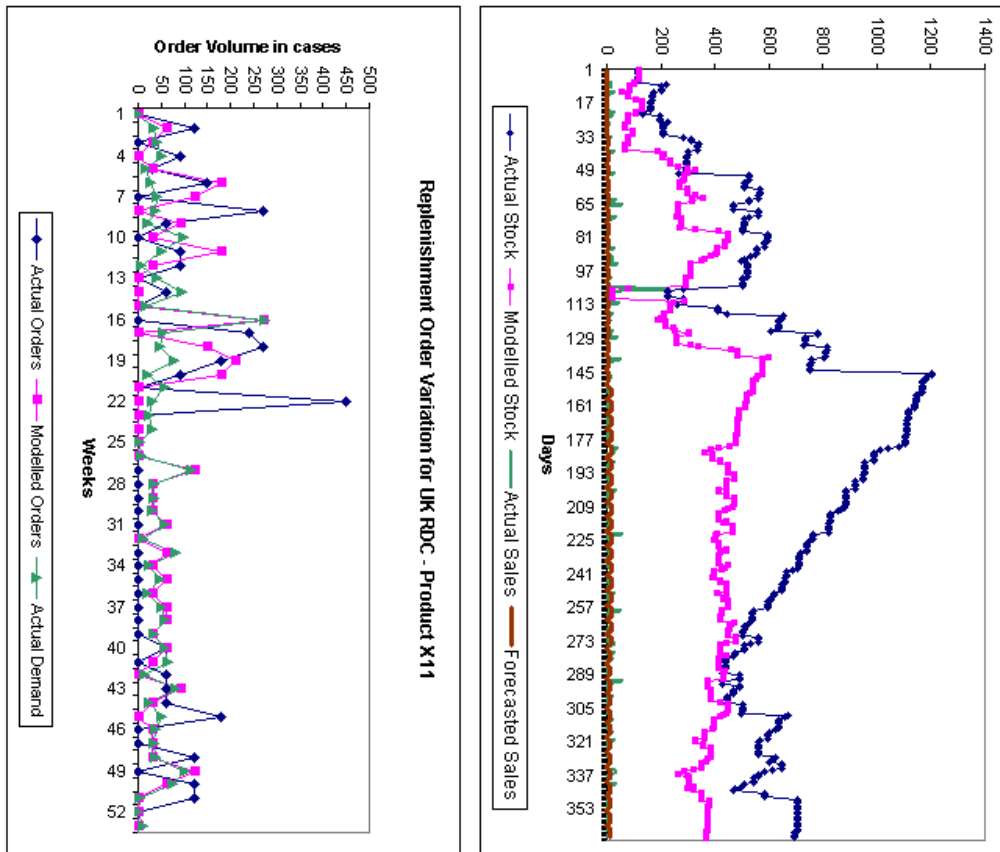 Replenishment Order Variation for UK RDC - Product X11
Order Volume in cases
0 50 100 150 200 250 300 350 400 450 500
1 4 7 10 13 16 19 22 25 28 31 34 37 40 43 46 49 52
Weeks
Actual Orders Modelled Orders Actual Demand
0 200 400 600 800 1000 1200 1400
1 17 33 49 65 81 97 113 129 145 161 177 193 209 225 241 257 273 289 305 321 337 353
Days
Actual Stock Modelled Stock Actual Sales Forecasted Sales